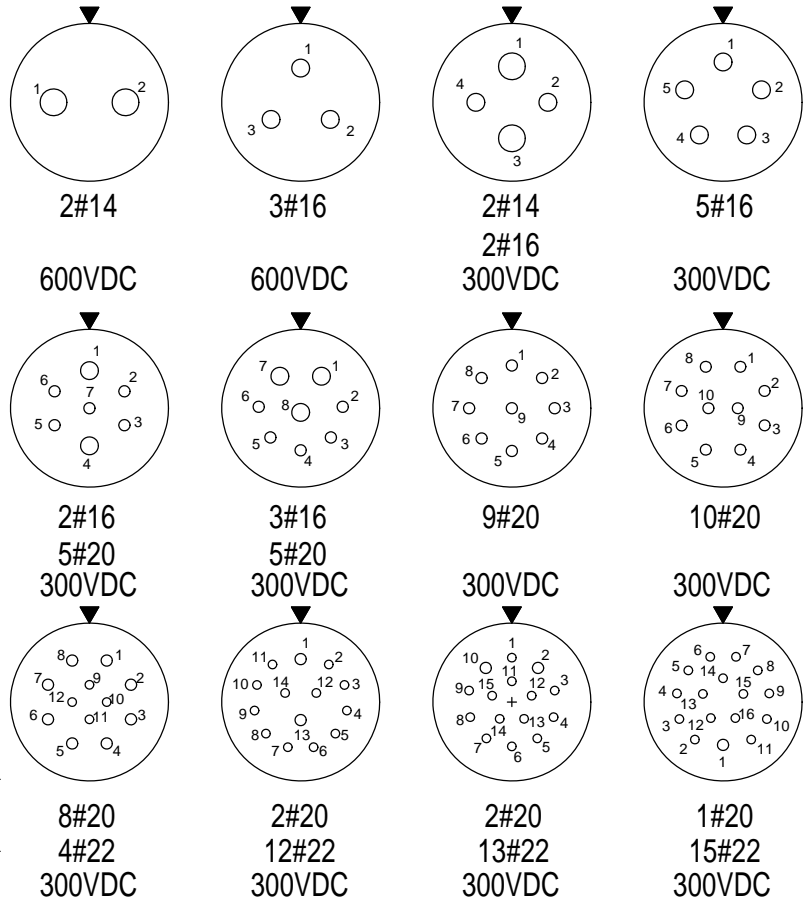 1 2
1
3 2
1
4 2
3
1
5 2
4 3
2#14 3#16 2#14 5#16
2#16
600VDC 600VDC 300VDC 300VDC
1
6 2
7
5 3
4
7 1
6 8 2
5 3
4
1
8 2
7 3
9
6 4
5
8 1
7 2
10 9
6 3
5 4
2#16 3#16 9#20 10#20
5#20 5#20
300VDC 300VDC 300VDC 300VDC
8 1
7 9 2
12 10
6 11 3
5 4
1
11 2
10 14 12 3
9 4
8 13 5
7 6
1
10 11 2
9 15 12 3
8 14 13 4
7 5
6
6 7
5 14 8
4 13 15 9
3 12 16 10
2 11
1
8#20 2#20 2#20 1#20
4#22 12#22 13#22 15#22
300VDC 300VDC 300VDC 300VDC